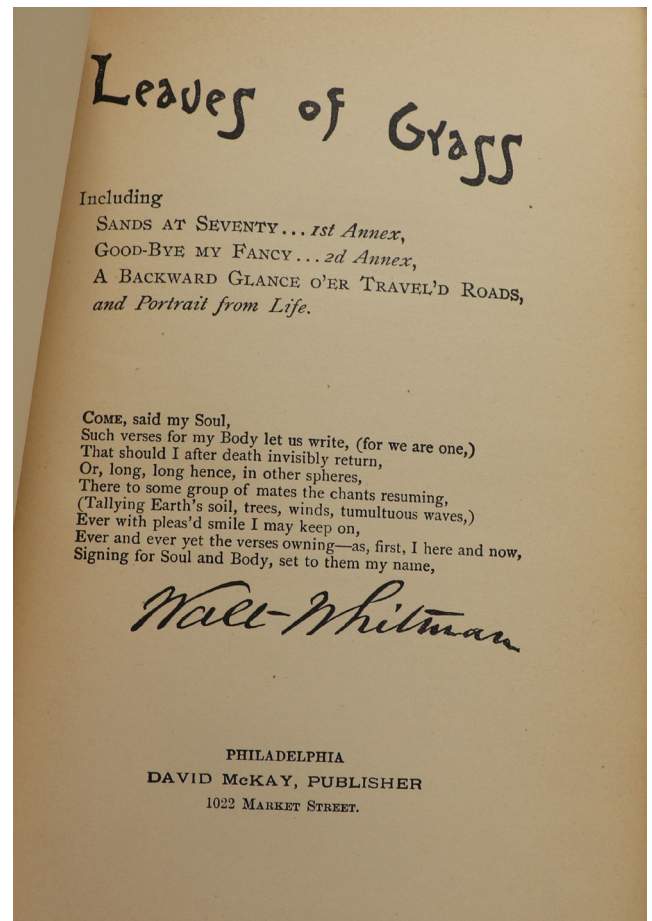 Leaves of Grass
Including
SANDS AT SEVENTY... 1st Annex,
GOOD-BYE MY FANCY... 2d Annex,
A BACKWARD GLANCE O'ER TRAVEL'D ROADS,
and Portrait from Life.
COME, said my Soul,
Such verses for my Body let us write, (for we are one,)
That should I after death invisibly return,
Or, long, long hence, in other spheres,
There to some group of mates the chants resuming,
(Tallying Earth's soil, trees, winds, tumultuous waves,)
Ever with pleas'd smile I may keep on,
Ever and ever yet the verses owning—as, first, I here and now,
Signing for Soul and Body, set to them my name,
Walt Whitman
PHILADELPHIA
DAVID McKAY, PUBLISHER
1022 MARKET STREET.